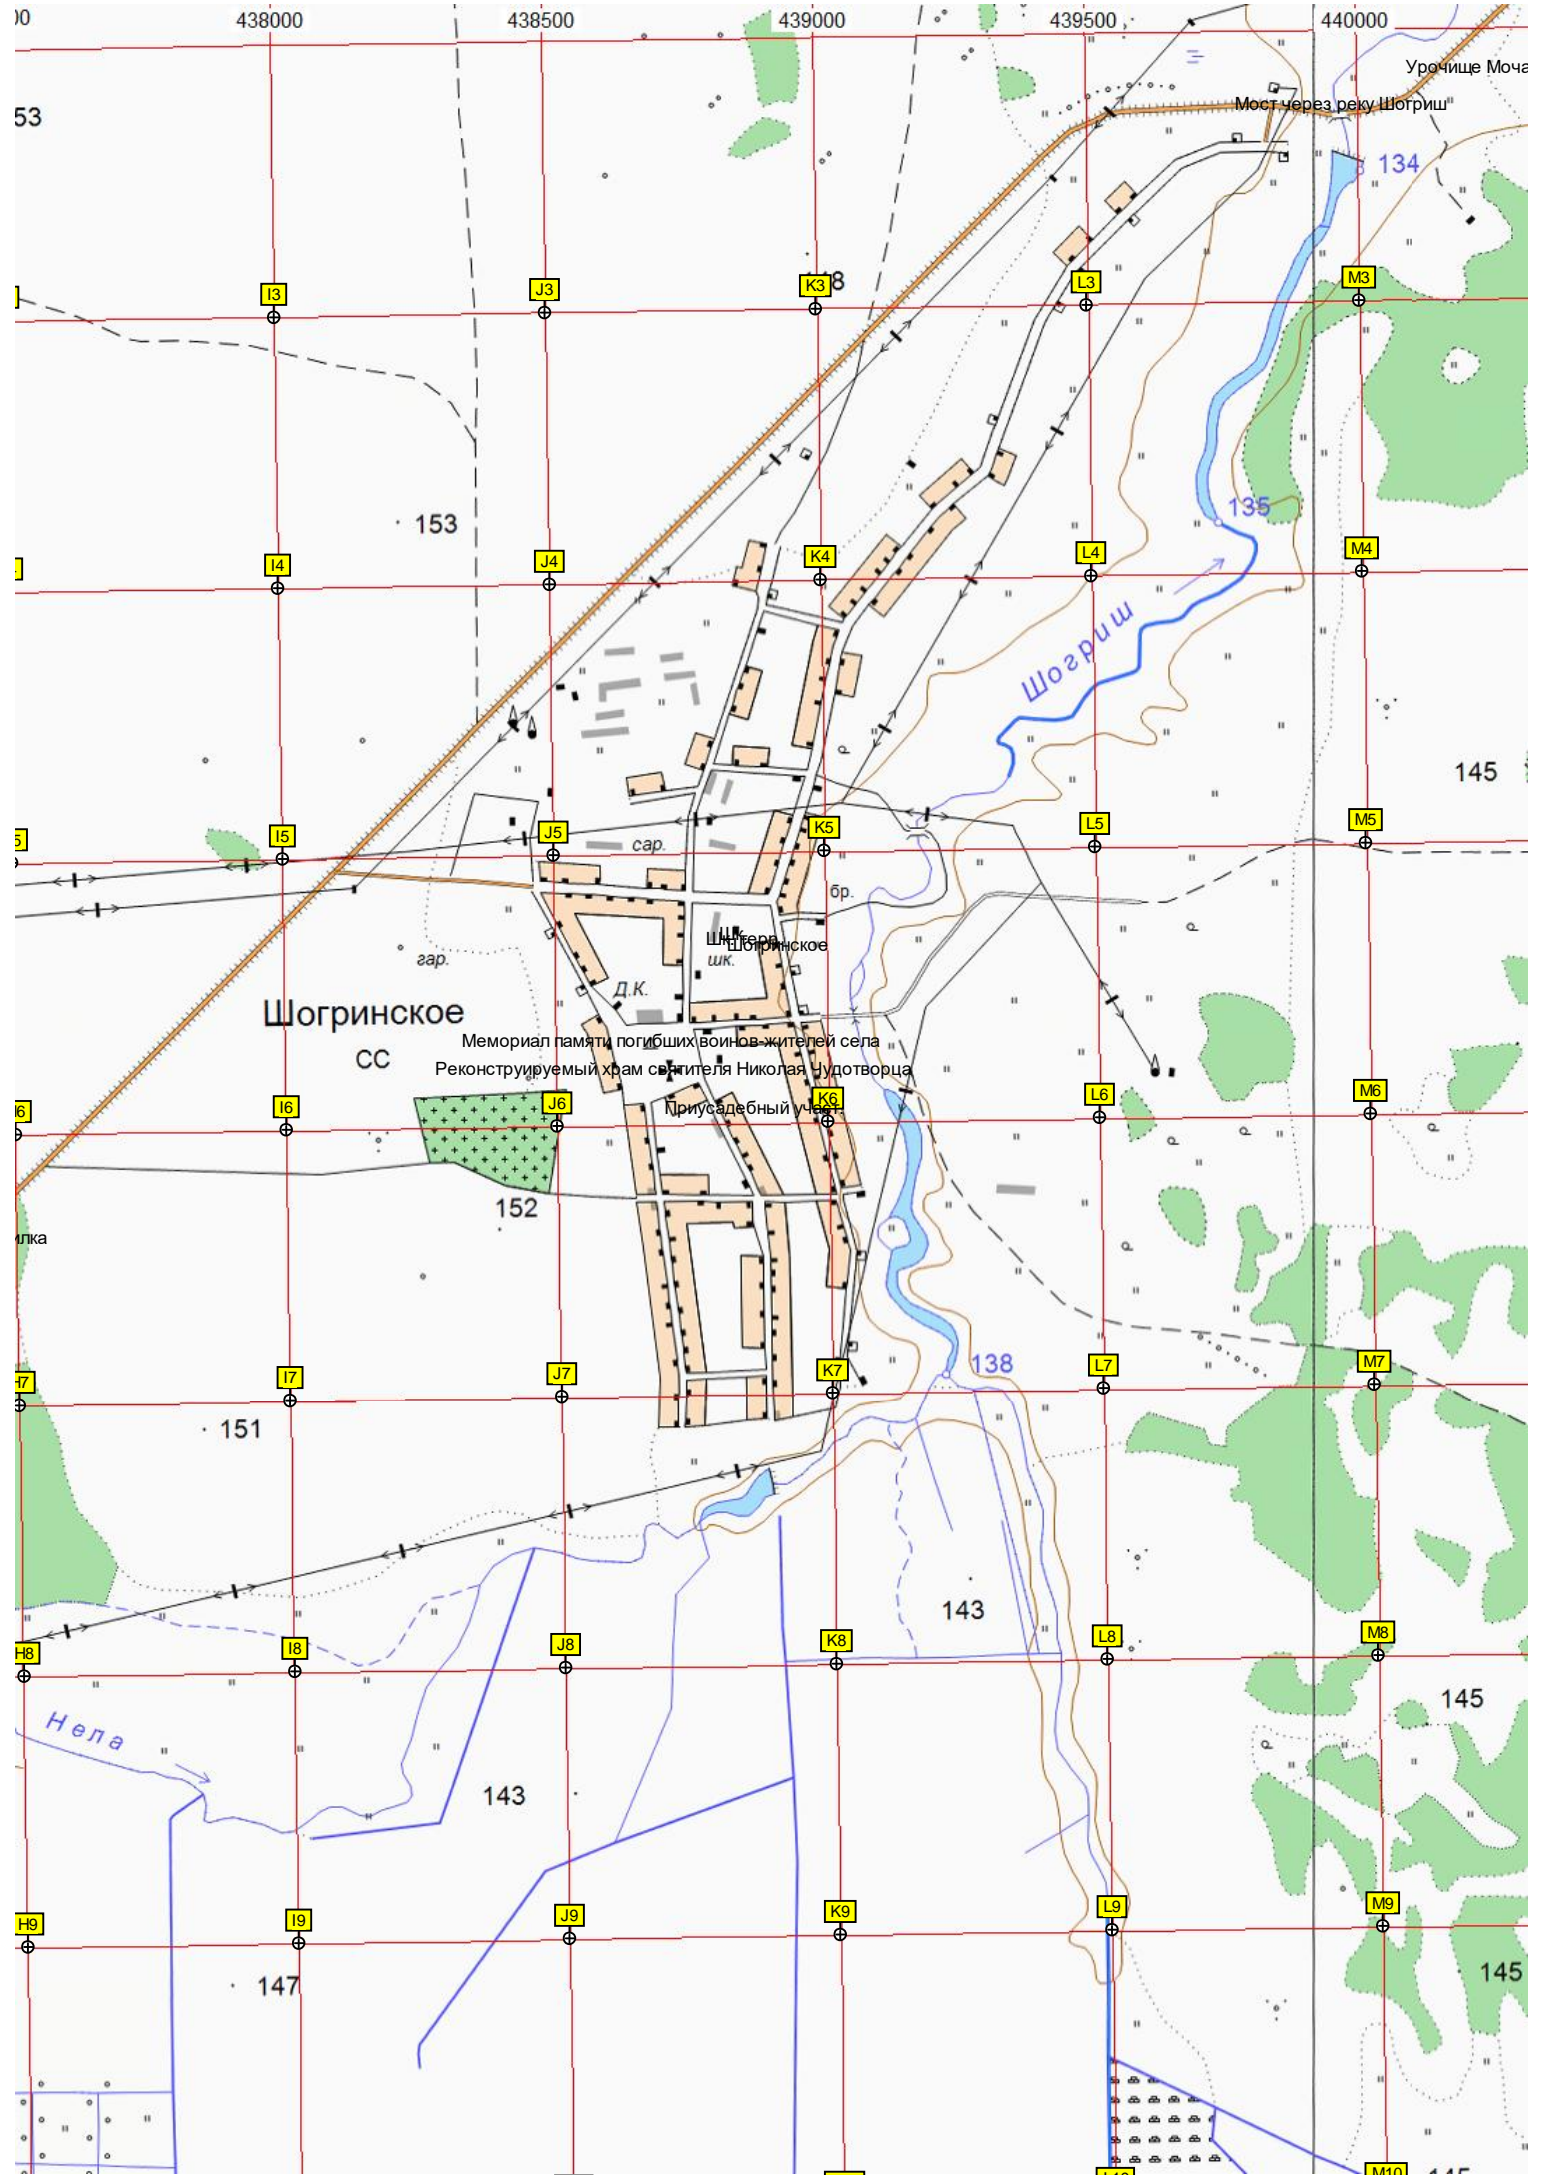 438000 438500 439000 439500 440000
Урочище Моча
53
Мост через реку Шогриш
134
I3 J3 K3 L3 M3
135
153
I4 J4 K4 L4 M4
Шогриш
145
5 I5 J5 K5 L5 M5
сар.
бр.
Шогринское
шк.
гар.
Д.К.
Шогринское
СС
Мемориал памяти погибших воинов-жителей села
Реконструируемый храм святителя Николая Чудотворца
Приусадебный участ.
I6 J6 K6 L6 M6
152
илка
138
H7 I7 J7 K7 L7 M7
151
143
H8 I8 J8 K8 L8 M8
145
Нела
143
H9 I9 J9 K9 L9 M9
147
145
M10